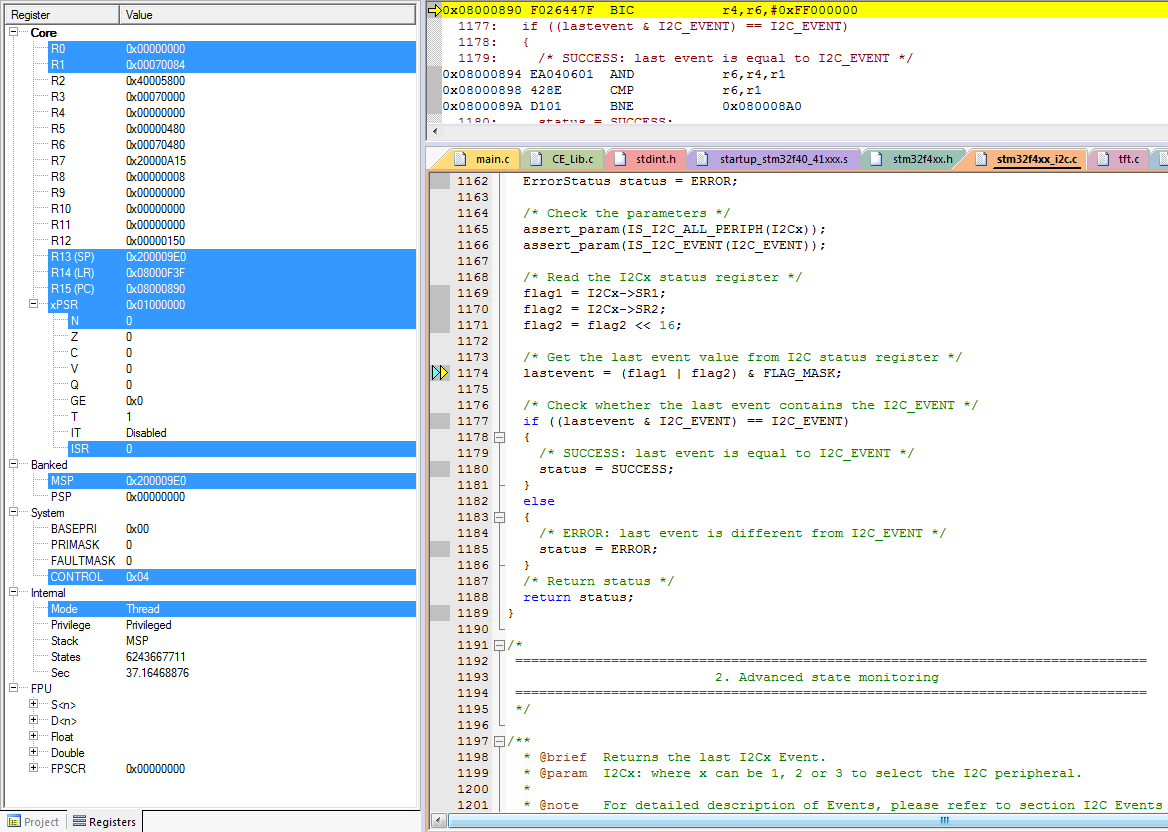 Register Value
Core
R0 0x00000000
R1 0x00070084
R2 0x40005800
R3 0x00070000
R4 0x00000000
R5 0x00000480
R6 0x00070480
R7 0x20000A15
R8 0x00000008
R9 0x00000000
R10 0x00000000
R11 0x00000000
R12 0x00000150
R13 (SP) 0x200009E0
R14 (LR) 0x08000F3F
R15 (PC) 0x08000890
xPSR 0x01000000
N 0
Z 0
C 0
V 0
Q 0
GE 0x0
T 1
IT Disabled
ISR 0
Banked
MSP 0x200009E0
PSP 0x00000000
System
BASEPRI 0x00
PRIMASK 0
FAULTMASK 0
CONTROL 0x04
Internal
Mode Thread
Privilege Privileged
Stack MSP
States 6243667711
Sec 37.16468876
FPU
S<n>
D<n>
Float
Double
FPSCR 0x00000000
Project Registers
0x08000890 F026447F BIC r4,r6,#0xFF000000
1177: if ((lastevent & I2C_EVENT) == I2C_EVENT)
1178: {
1179: /* SUCCESS: last event is equal to I2C_EVENT */
0x08000894 EA040601 AND r6,r4,r1
0x08000898 428E CMP r6,r1
0x0800089A D101 BNE 0x080008A0
1180: status = SUCCESS;
main.c CE_Lib.c stdint.h startup_stm32f40_41xxx.s stm32f4xx.h stm32f4xx_i2c.c tft.c
1162 ErrorStatus status = ERROR;
1163
1164 /* Check the parameters */
1165 assert_param(IS_I2C_ALL_PERIPH(I2Cx));
1166 assert_param(IS_I2C_EVENT(I2C_EVENT));
1167
1168 /* Read the I2Cx status register */
1169 flag1 = I2Cx->SR1;
1170 flag2 = I2Cx->SR2;
1171 flag2 = flag2 << 16;
1172
1173 /* Get the last event value from I2C status register */
1174 lastevent = (flag1 | flag2) & FLAG_MASK;
1175
1176 /* Check whether the last event contains the I2C_EVENT */
1177 if ((lastevent & I2C_EVENT) == I2C_EVENT)
1178 {
1179 /* SUCCESS: last event is equal to I2C_EVENT */
1180 status = SUCCESS;
1181 }
1182 else
1183 {
1184 /* ERROR: last event is different from I2C_EVENT */
1185 status = ERROR;
1186 }
1187 /* Return status */
1188 return status;
1189 }
1190
1191 /*
1192 ===============================================================================
1193 2. Advanced state monitoring
1194 ===============================================================================
1195 */
1196
1197 /**
1198 * @brief Returns the last I2Cx Event.
1199 * @param I2Cx: where x can be 1, 2 or 3 to select the I2C peripheral.
1200 *
1201 * @note For detailed description of Events, please refer to section I2C Events